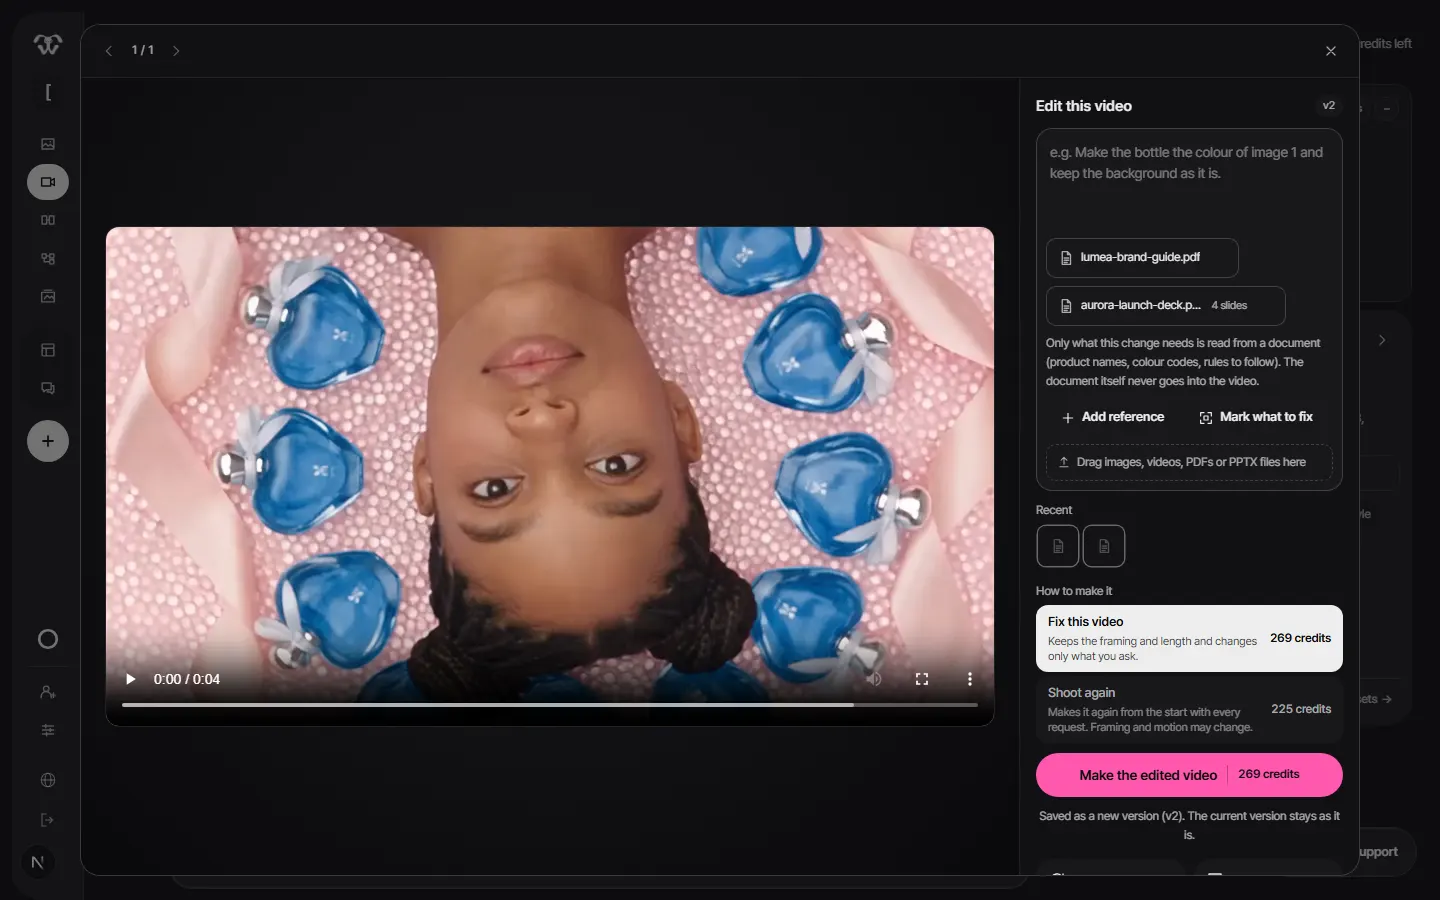 1 / 1
redits left
Edit this video
v2
e.g. Make the bottle the colour of image 1 and
keep the background as it is.
lumea-brand-guide.pdf
aurora-launch-deck.p...
4 slides
Only what this change needs is read from a document
(product names, colour codes, rules to follow). The
document itself never goes into the video.
Add reference
Mark what to fix
Drag images, videos, PDFs or PPTX files here
Recent
How to make it
Fix this video
Keeps the framing and length and changes
only what you ask.
269 credits
Shoot again
Makes it again from the start with every
request. Framing and motion may change.
225 credits
Make the edited video
269 credits
Saved as a new version (v2). The current version stays as it
is.
0:00 / 0:04
sets →
upport
N